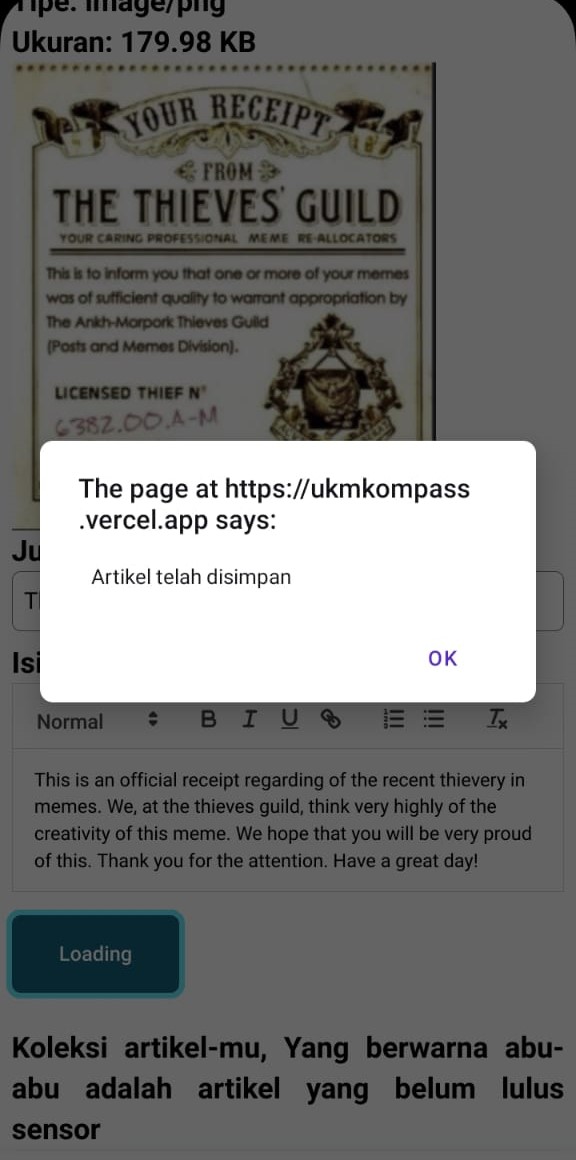 Tipe: image/png
Ukuran: 179.98 KB
YOUR RECEIPT
FROM
THE THIEVES' GUILD
YOUR CARING PROFESSIONAL MEME RE-ALLOCATORS
This is to inform you that one or more of your memes
was of sufficient quality to warrant appropriation by
The Ankh-Morpork Thieves Guild
(Posts and Memes Division).
LICENSED THIEF Nº
6382.00.A-M
The page at https://ukmkompass
.vercel.app says:
Artikel telah disimpan
OK
Ju
Isi
Normal
B I U
This is an official receipt regarding of the recent thievery in
memes. We, at the thieves guild, think very highly of the
creativity of this meme. We hope that you will be very proud
of this. Thank you for the attention. Have a great day!
Loading
Koleksi artikel-mu, Yang berwarna abu-
abu adalah artikel yang belum lulus
sensor